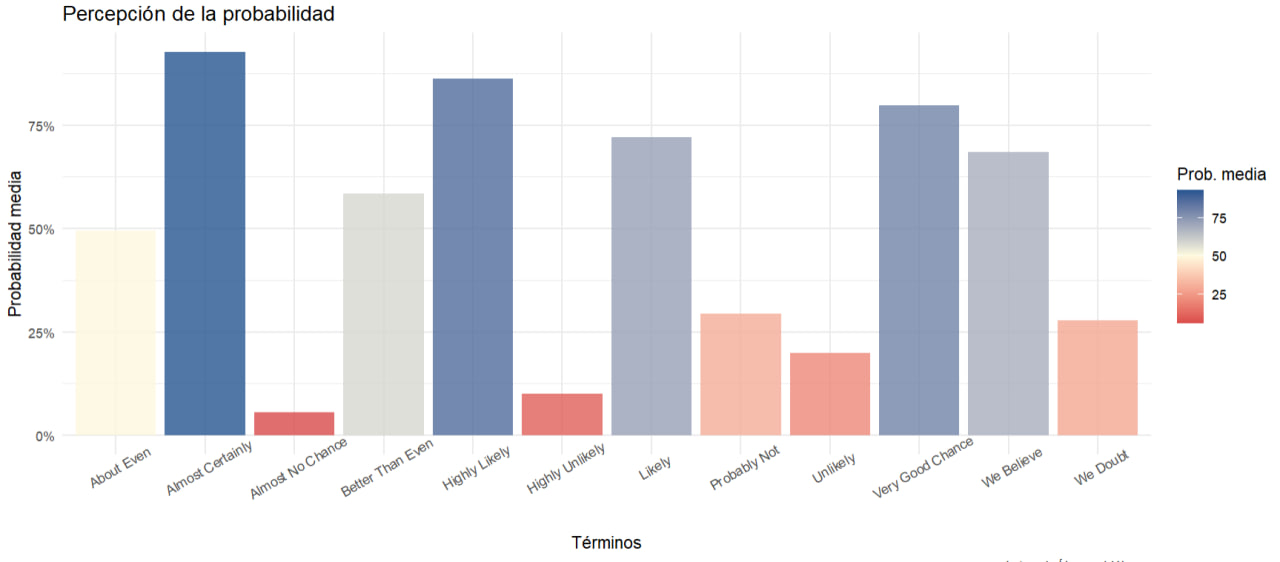 Percepción de la probabilidad
Probabilidad media
75%
50%
25%
0%
About Even
Almost Certainly
Almost No Chance
Better Than Even
Highly Likely
Highly Unlikely
Likely
Probably Not
Unlikely
Very Good Chance
We Believe
We Doubt
Términos
Prob. media
75
50
25